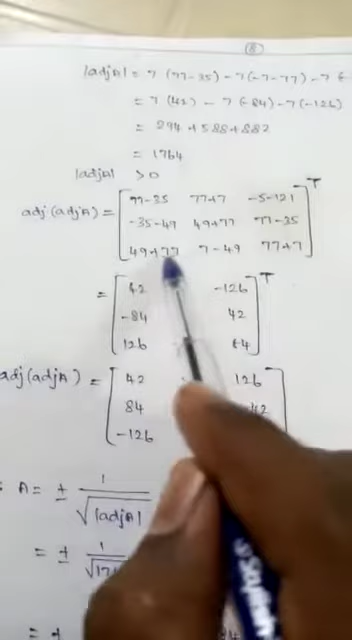 8
|adjA| = 7 (77-35) - 7(-7-77) - 7 (-
= 7 (42) - 7 (-84) - 7 (-126)
= 294 + 588 + 882
= 1764
|adjA| > 0
adj (adjA) = [ 77-35 77+7 -5-121 ]T
-35-49 49+77 77-35
49+77 7-49 77+7
= [ 42 -126 ]T
-84 42
126
adj (adjA) = [ 42 126 ]
84 42
-126
A = ± 1
√|adjA|
= ± 1